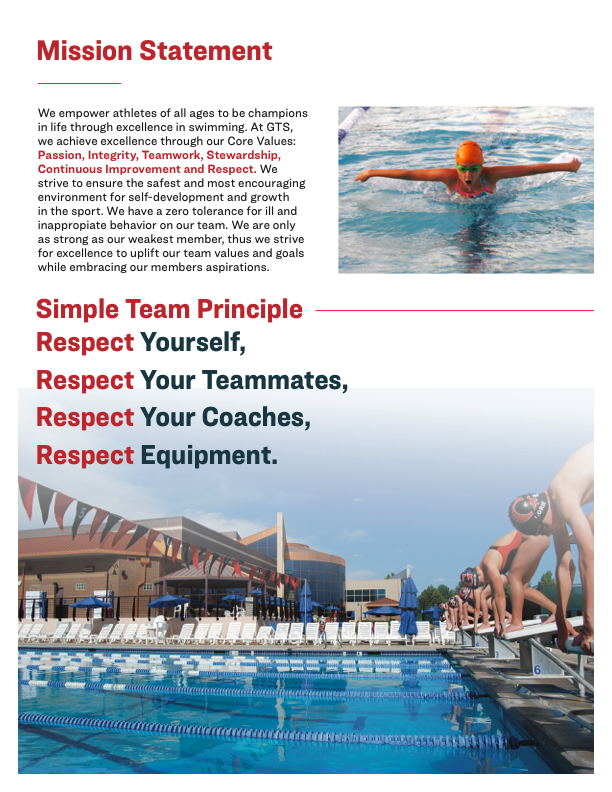 Mission Statement
We empower athletes of all ages to be champions
in life through excellence in swimming. At GTS,
we achieve excellence through our Core Values:
Passion, Integrity, Teamwork, Stewardship,
Continuous Improvement and Respect. We
strive to ensure the safest and most encouraging
environment for self-development and growth
in the sport. We have a zero tolerance for ill and
inappropiate behavior on our team. We are only
as strong as our weakest member, thus we strive
for excellence to uplift our team values and goals
while embracing our members aspirations.
Simple Team Principle
Respect Yourself,
Respect Your Teammates,
Respect Your Coaches,
Respect Equipment.
6